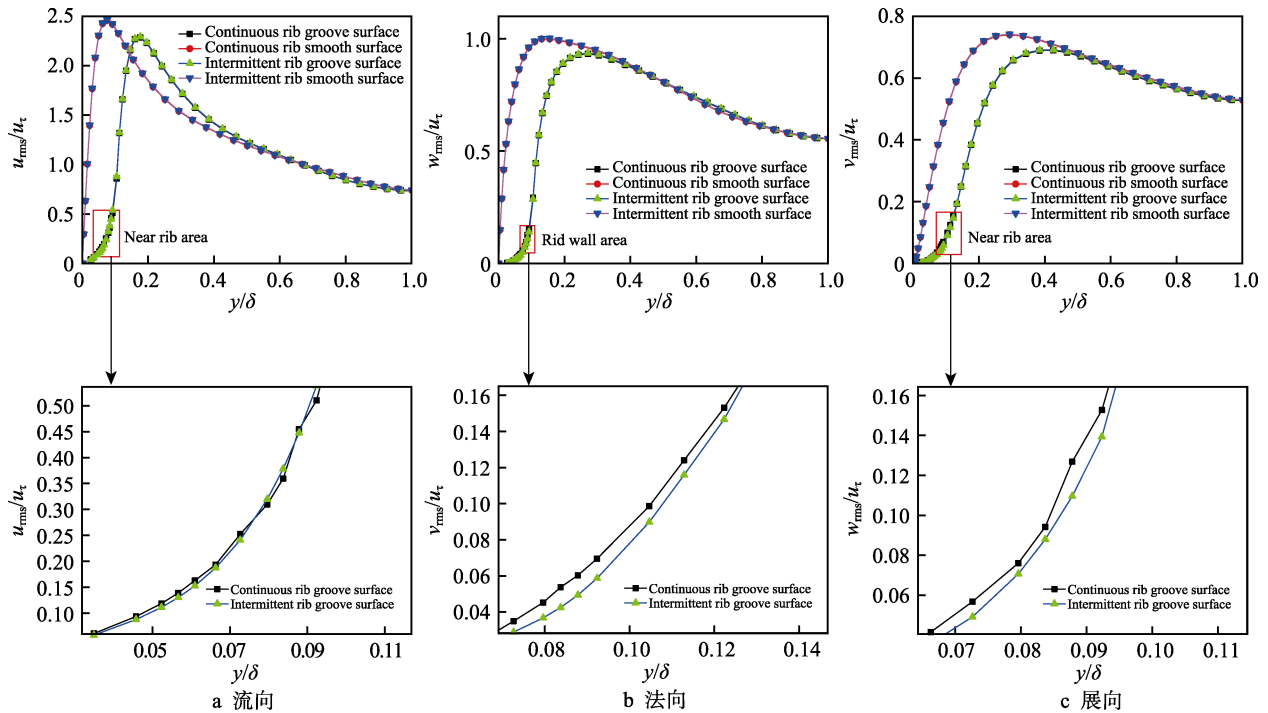 2.5
2.0
1.5
1.0
0.5
0
0 0.2 0.4 0.6 0.8 1.0
u_rms/u_τ
y/δ
Continuous rib groove surface
Continuous rib smooth surface
Intermittent rib groove surface
Intermittent rib smooth surface
Near rib area
1.0
0.5
0
0 0.2 0.4 0.6 0.8 1.0
w_rms/u_τ
y/δ
Continuous rib groove surface
Continuous rib smooth surface
Intermittent rib groove surface
Intermittent rib smooth surface
Rid wall area
0.8
0.6
0.4
0.2
0
0 0.2 0.4 0.6 0.8 1.0
v_rms/u_τ
y/δ
Continuous rib groove surface
Continuous rib smooth surface
Intermittent rib groove surface
Intermittent rib smooth surface
Near rib area
0.50
0.45
0.40
0.35
0.30
0.25
0.20
0.15
0.10
0.05 0.07 0.09 0.11
u_rms/u_τ
y/δ
Continuous rib groove surface
Intermittent rib groove surface
a 流向
0.16
0.14
0.12
0.10
0.08
0.06
0.04
0.08 0.10 0.12 0.14
v_rms/u_τ
y/δ
Continuous rib groove surface
Intermittent rib groove surface
b 法向
0.16
0.14
0.12
0.10
0.08
0.06
0.07 0.08 0.09 0.10 0.11
w_rms/u_τ
y/δ
Continuous rib groove surface
Intermittent rib groove surface
c 展向